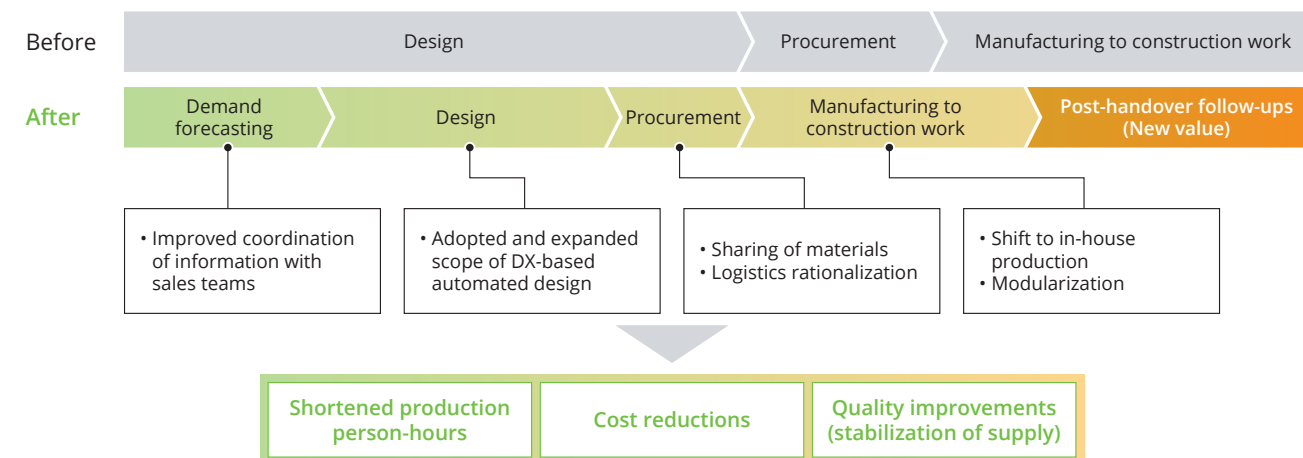 Before
Design
Procurement
Manufacturing to construction work
After
Demand
forecasting
Design
Procurement
Manufacturing to
construction work
Post-handover follow-ups
(New value)
• Improved coordination
of information with
sales teams
• Adopted and expanded
scope of DX-based
automated design
• Sharing of materials
• Logistics rationalization
• Shift to in-house
production
• Modularization
Shortened production
person-hours
Cost reductions
Quality improvements
(stabilization of supply)